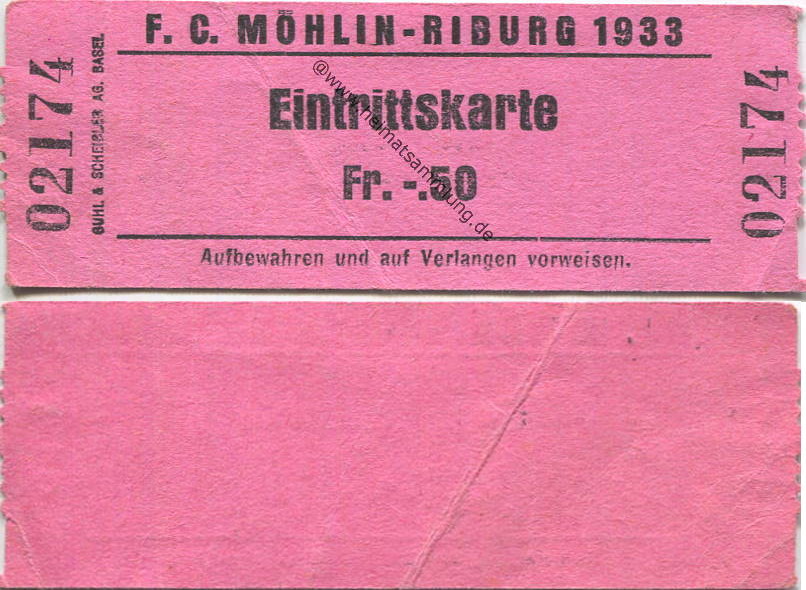 F. C. MÖHLIN-RIBURG 1933
02174
BUHL & SCHEIBLER AG. BASEL
Eintrittskarte
Fr. -.50
Aufbewahren und auf Verlangen vorweisen.
02174
@www.heimatsammlung.de